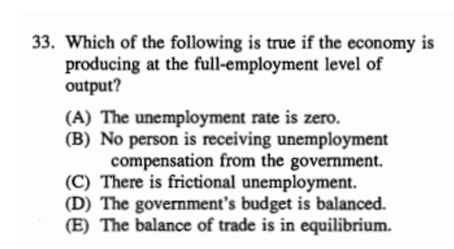 33. Which of the following is true if the economy is
producing at the full-employment level of
output?
(A) The unemployment rate is zero.
(B) No person is receiving unemployment
compensation from the government.
(C) There is frictional unemployment.
(D) The government's budget is balanced.
(E) The balance of trade is in equilibrium.